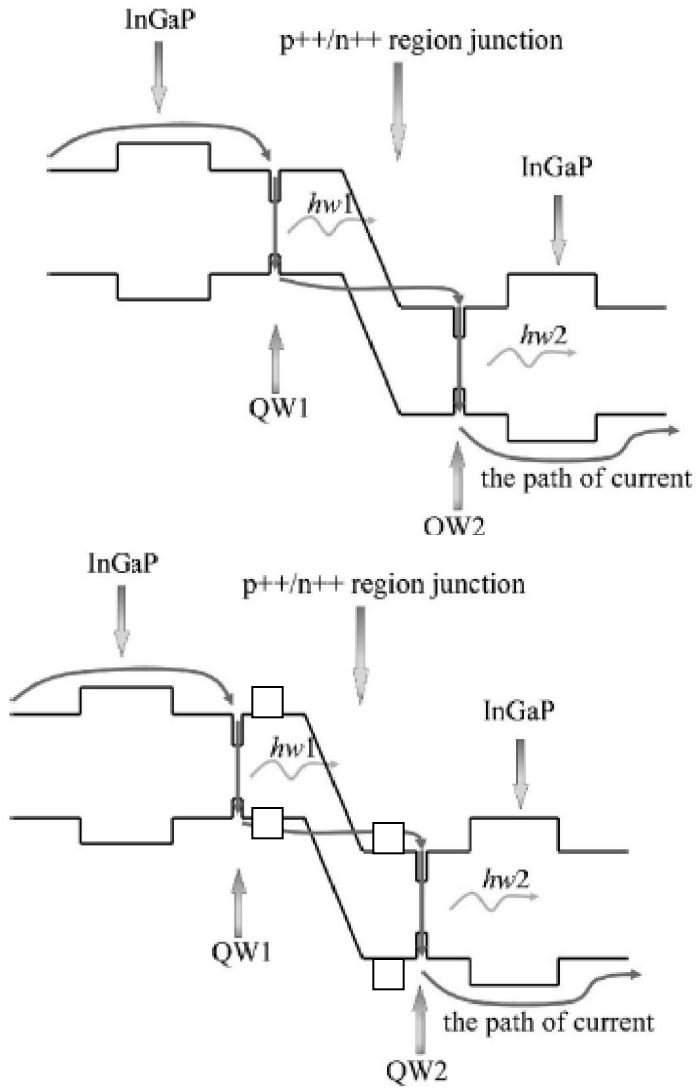 InGaP
p++/n++ region junction
InGaP
hw1
hw2
QW1
the path of current
QW2
InGaP
p++/n++ region junction
InGaP
hw1
hw2
QW1
the path of current
QW2